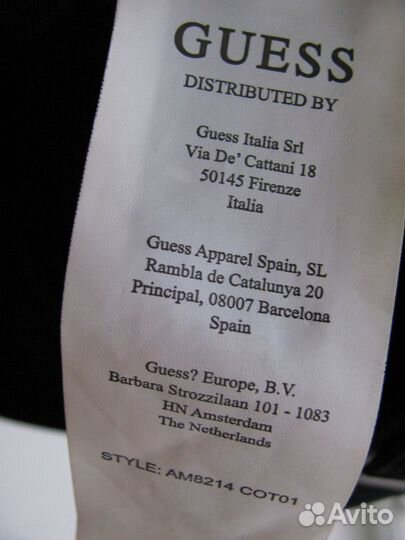 GUESS
DISTRIBUTED BY
Guess Italia Srl
Via De' Cattani 18
50145 Firenze
Italia
Guess Apparel Spain, SL
Rambla de Catalunya 20
Principal, 08007 Barcelona
Spain
Guess? Europe, B.V.
Barbara Strozzilaan 101 - 1083
HN Amsterdam
The Netherlands
STYLE: AM8214 COT01
Avito